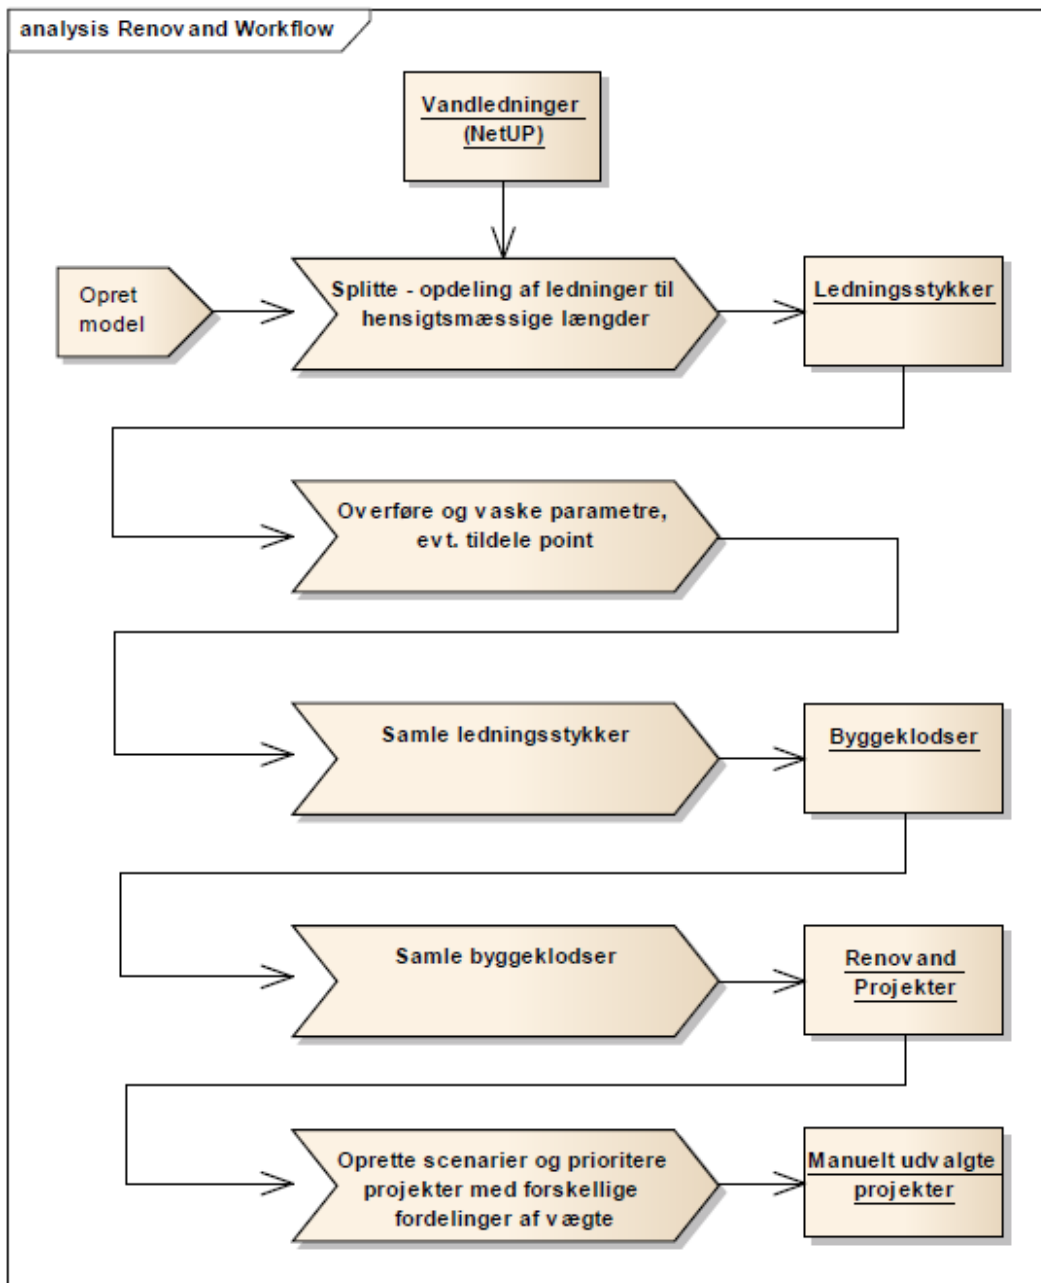 analysis Renovand Workflow
Vandledninger
(NetUP)
Opret
model
Splitte - opdeling af ledninger til
hensigtsmæssige længder
Ledningsstykker
Overføre og vaske parametre,
evt. tildele point
Samle ledningsstykker
Byggeklodser
Samle byggeklodser
Renovand
Projekter
Oprette scenarier og prioritere
projekter med forskellige
fordelinger af vægte
Manuelt udvalgte
projekter